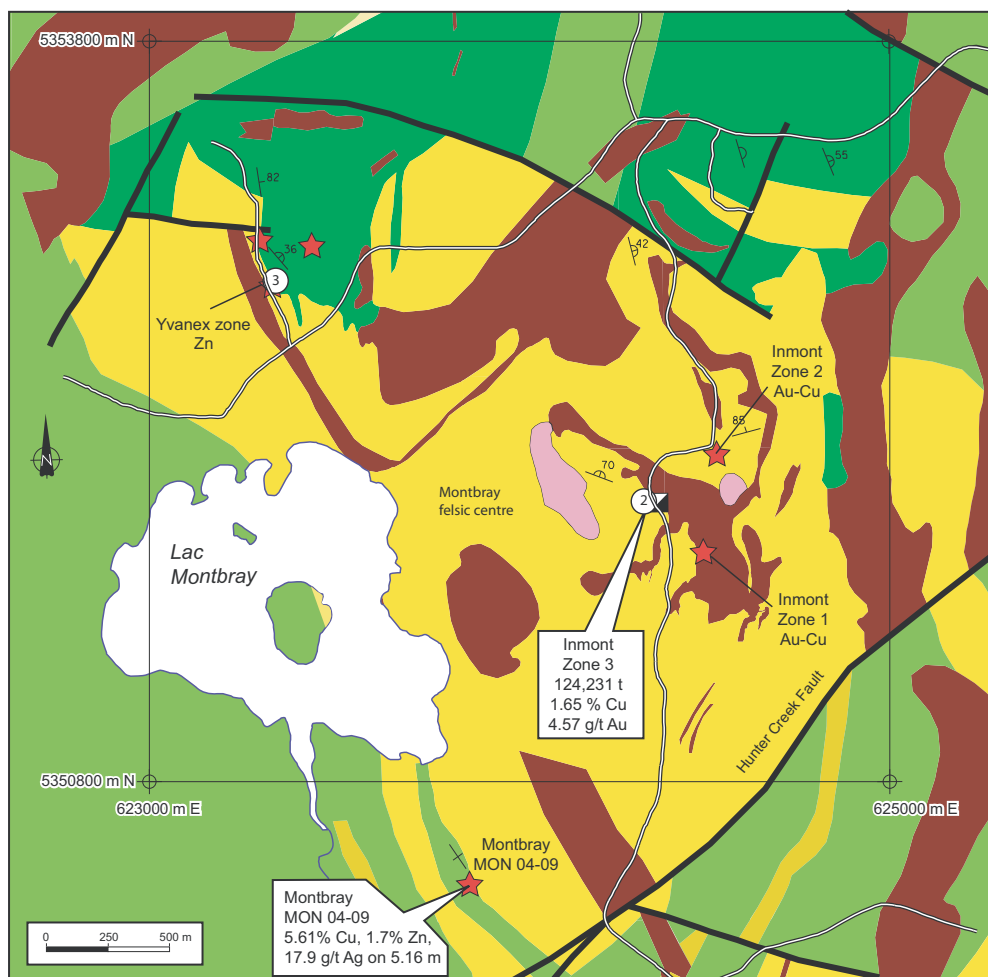 5353800 m N
55
82
42
36
3
Yvanex zone
Zn
Inmont
Zone 2
Au-Cu
85
N
70
Montbray
felsic centre
2
Lac
Montbray
Inmont
Zone 1
Au-Cu
Inmont
Zone 3
124,231 t
1.65 % Cu
4.57 g/t Au
Hunter Creek Fault
5350800 m N
623000 m E
625000 m E
Montbray
MON 04-09
Montbray
MON 04-09
5.61% Cu, 1.7% Zn,
17.9 g/t Ag on 5.16 m
0 250 500 m